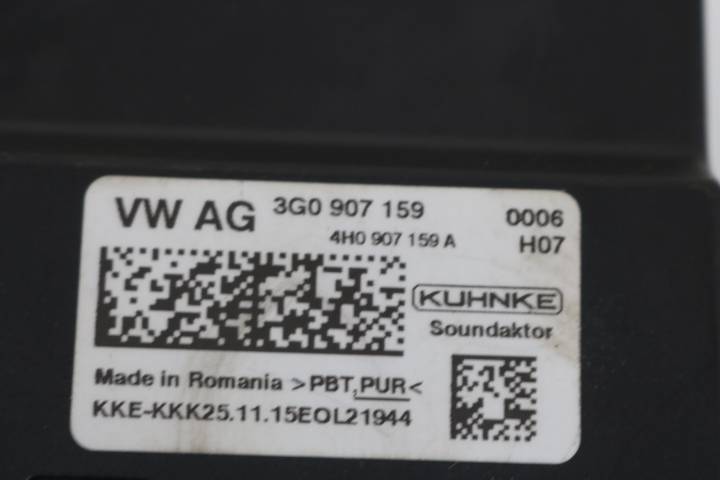 VW AG 3G0 907 159 0006
4H0 907 159 A H07
KUHNKE
Soundaktor
Made in Romania >PBT,PUR<
KKE-KKK25.11.15EOL21944